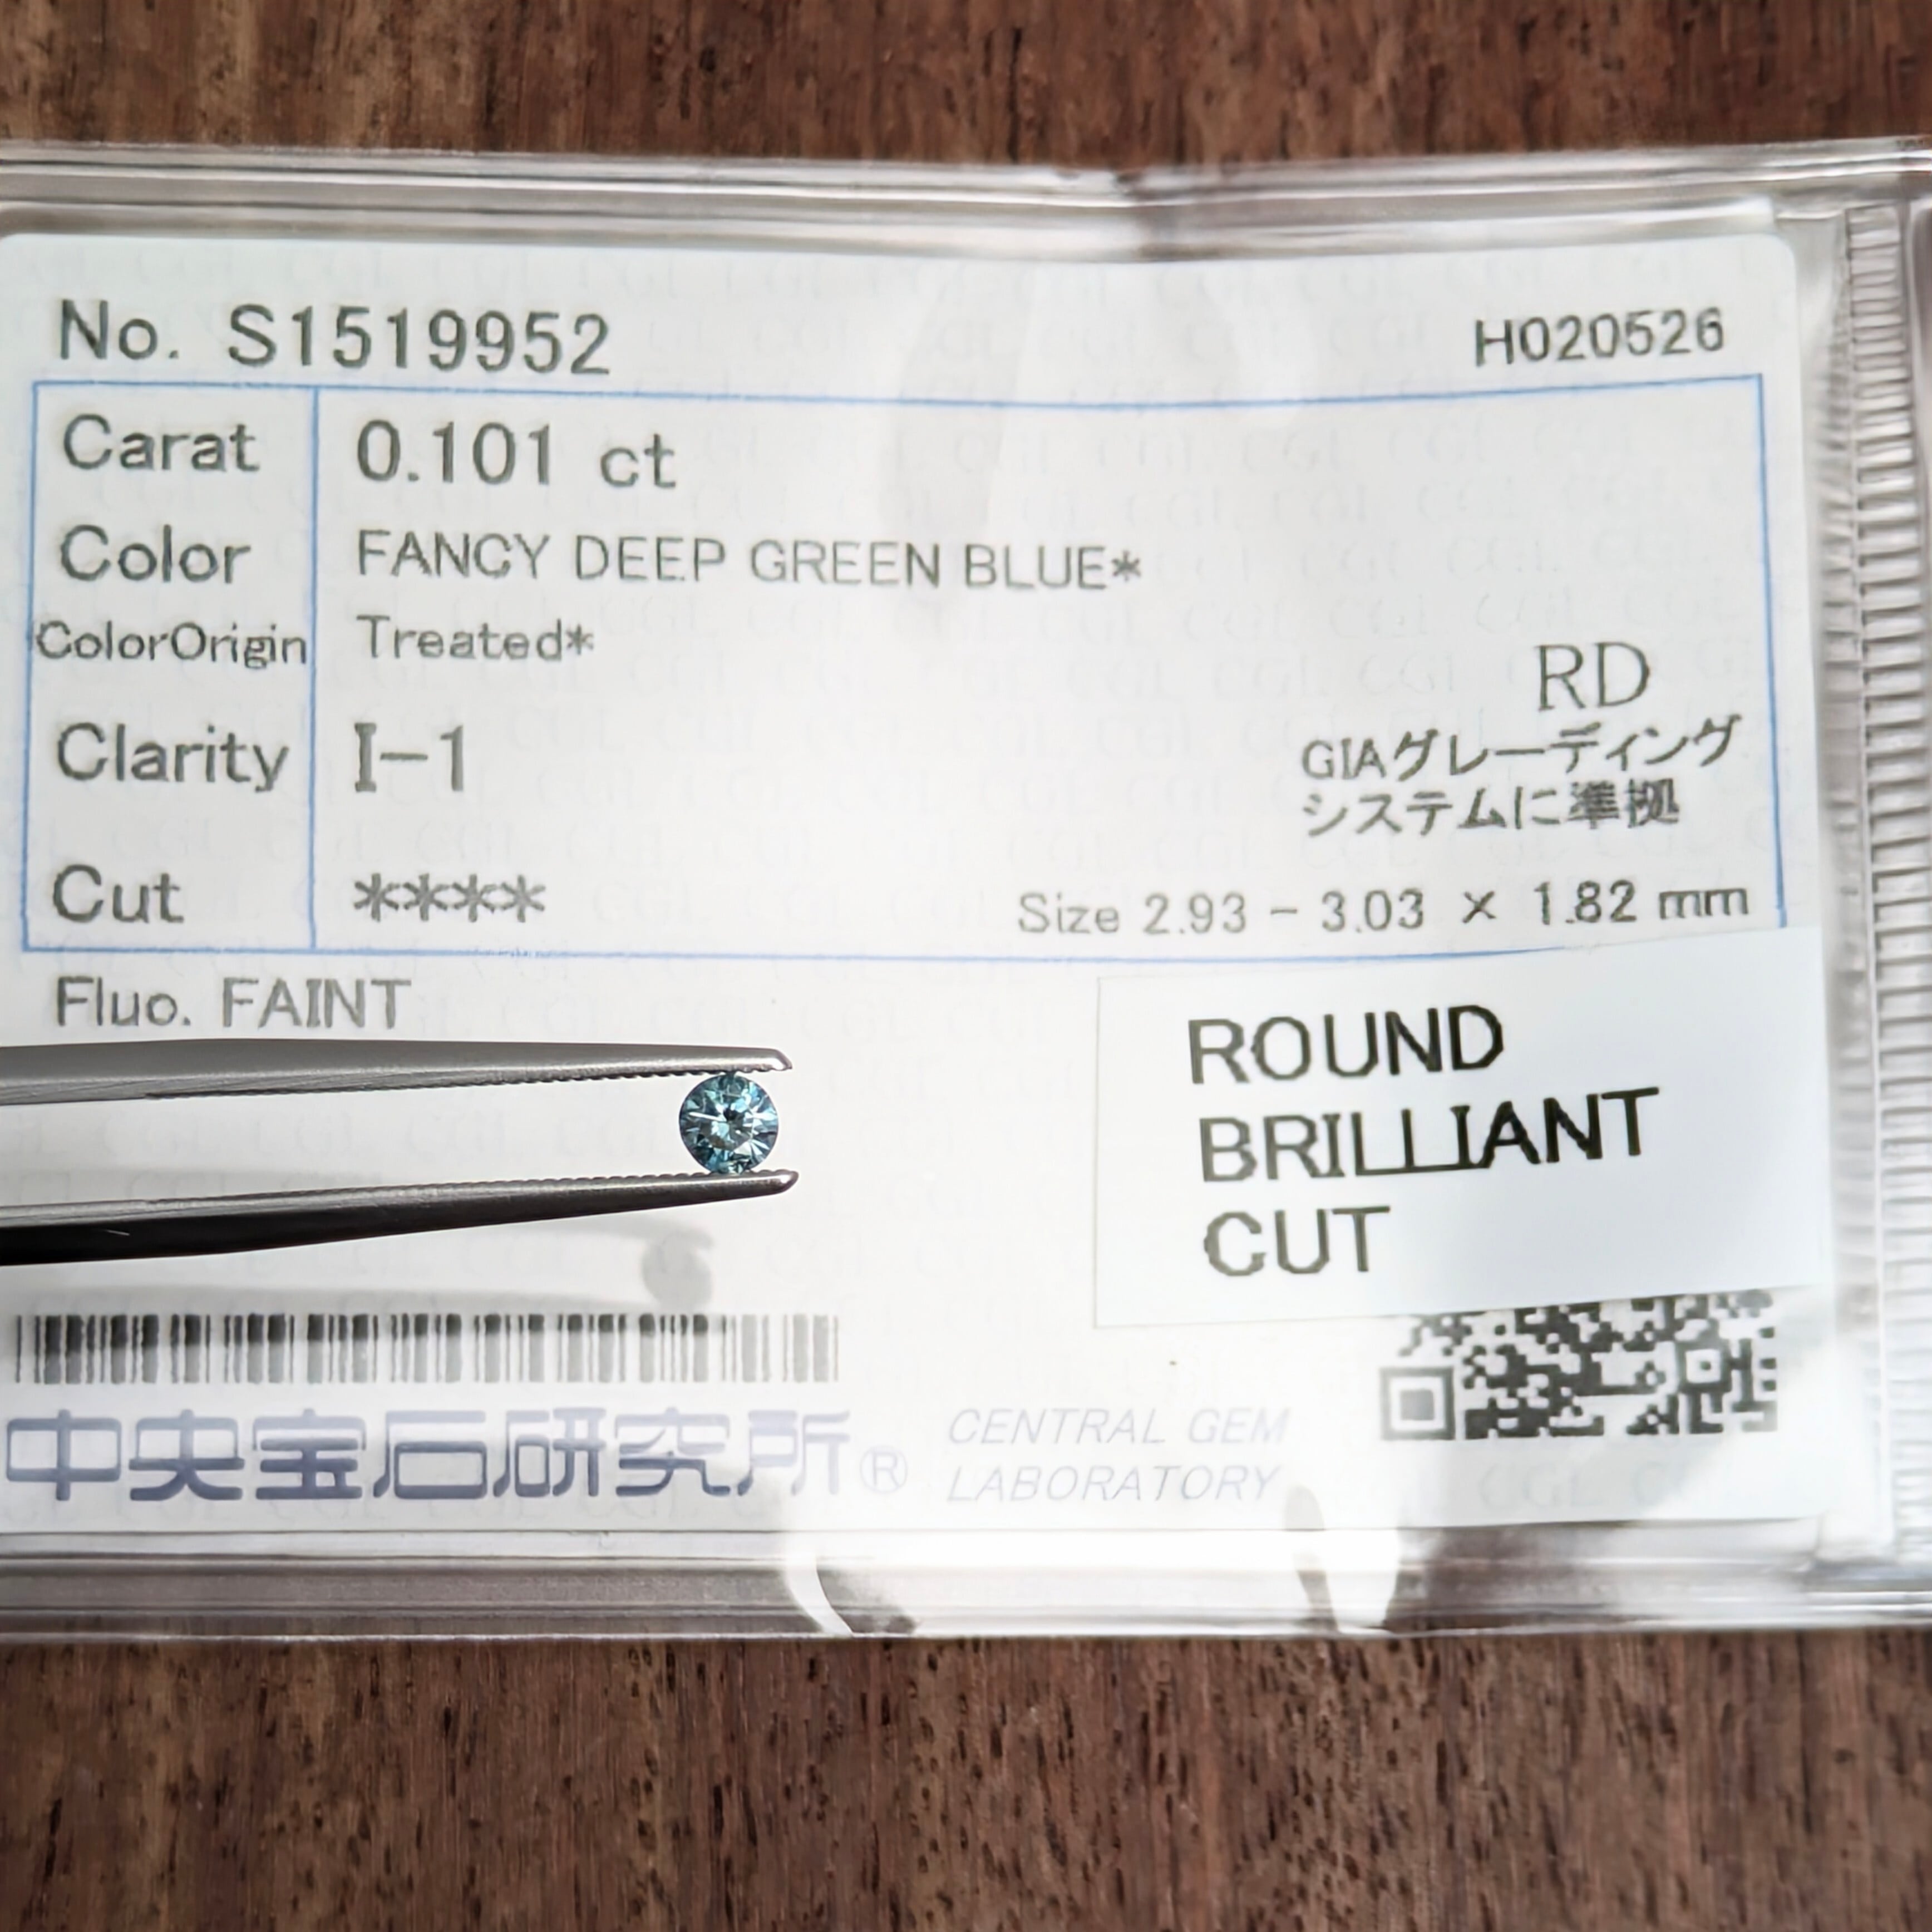 No. S1519952
H020526
Carat 0.101 ct
Color FANCY DEEP GREEN BLUE*
ColorOrigin Treated*
RD
Clarity I-1
GIAグレーディング
システムに準拠
Cut ****
Size 2.93 - 3.03 × 1.82 mm
Fluo. FAINT
ROUND
BRILLIANT
CUT
中央宝石研究所®
CENTRAL GEM
LABORATORY